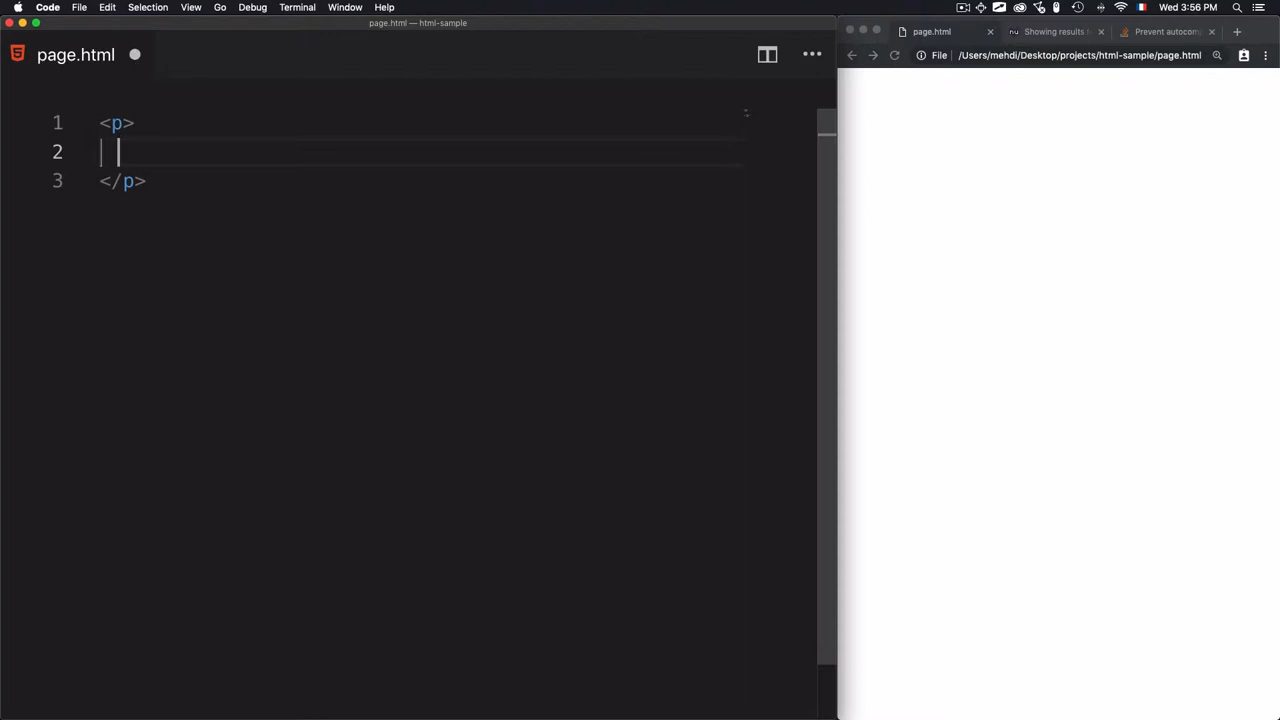 Code File Edit Selection View Go Debug Terminal Window Help Wed 3:56 PM
page.html — html-sample
page.html
page.html Showing results f Prevent autocom
File /Users/mehdi/Desktop/projects/html-sample/page.html
1 <p>
2
3 </p>